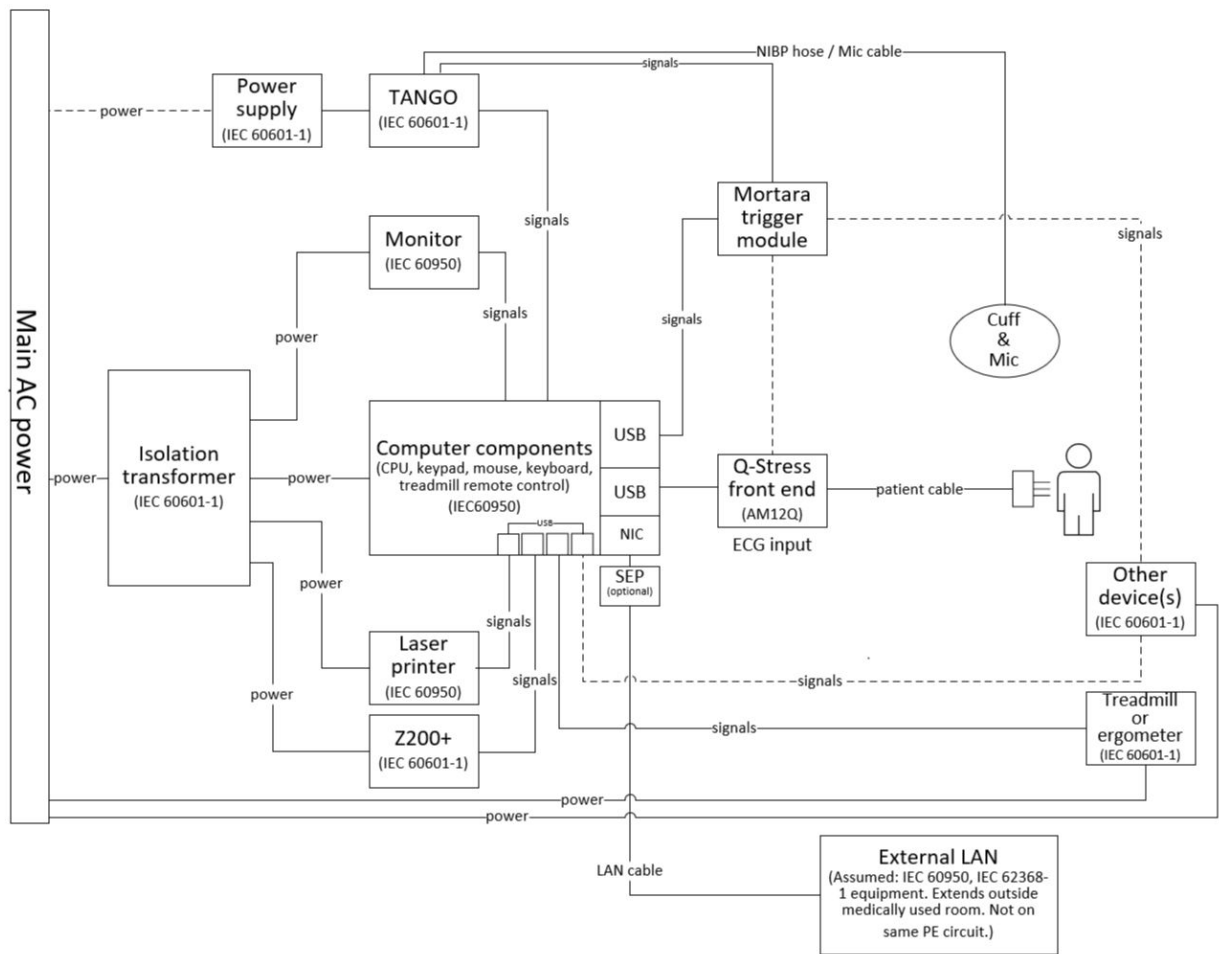 Main AC power
NIBP hose / Mic cable
signals
Power
supply
(IEC 60601-1)
power
TANGO
(IEC 60601-1)
signals
Mortara
trigger
module
signals
Monitor
(IEC 60950)
signals
power
signals
Cuff
&
Mic
Isolation
transformer
(IEC 60601-1)
power
power
Computer components
(CPU, keypad, mouse, keyboard,
treadmill remote control)
(IEC60950)
USB
USB
USB
NIC
Q-Stress
front end
(AM12Q)
ECG input
patient cable
SEP
(optional)
Other
device(s)
(IEC 60601-1)
power
signals
Laser
printer
(IEC 60950)
signals
signals
power
Z200+
(IEC 60601-1)
signals
Treadmill
or
ergometer
(IEC 60601-1)
power
power
LAN cable
External LAN
(Assumed: IEC 60950, IEC 62368-
1 equipment. Extends outside
medically used room. Not on
same PE circuit.)